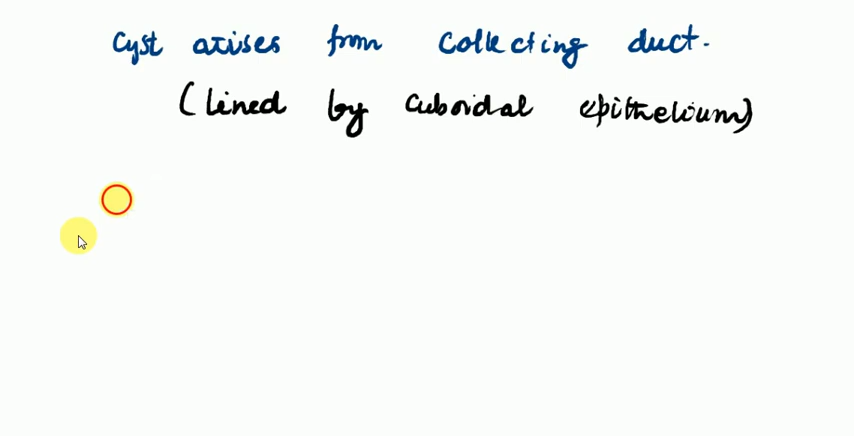 Cyst arises from Collecting duct.
(lined by Cuboidal epithelium)